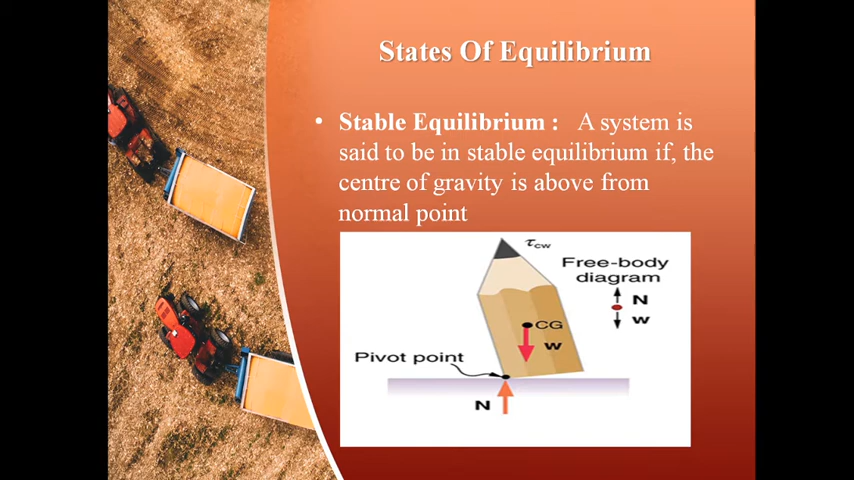 States Of Equilibrium
• Stable Equilibrium : A system is
said to be in stable equilibrium if, the
centre of gravity is above from
normal point
τcw
Free-body
diagram
N
w
CG
w
Pivot point
N